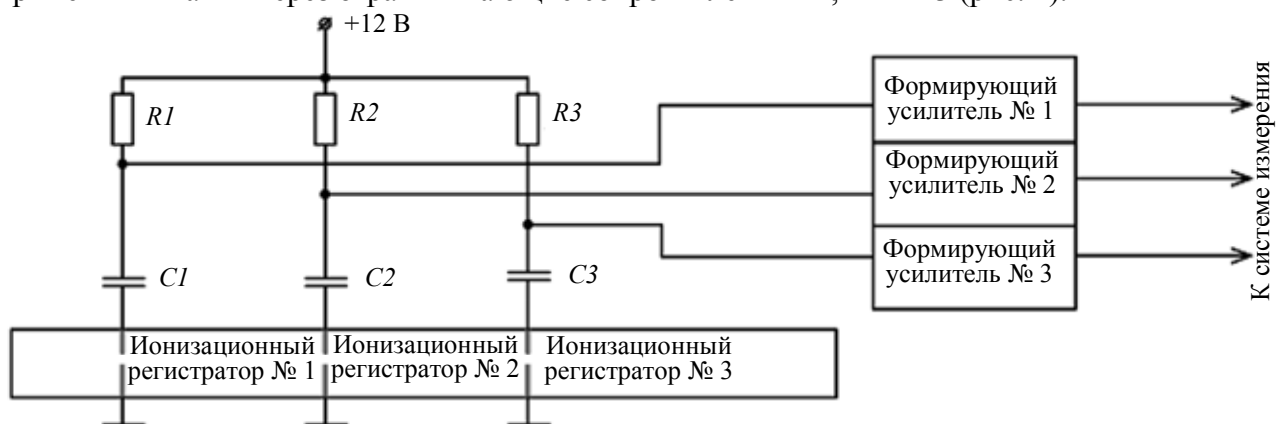 +12 В
R1
R2
R3
C1
C2
C3
Формирующий
усилитель № 1
Формирующий
усилитель № 2
Формирующий
усилитель № 3
К системе измерения
Ионизационный
регистратор № 1
Ионизационный
регистратор № 2
Ионизационный
регистратор № 3